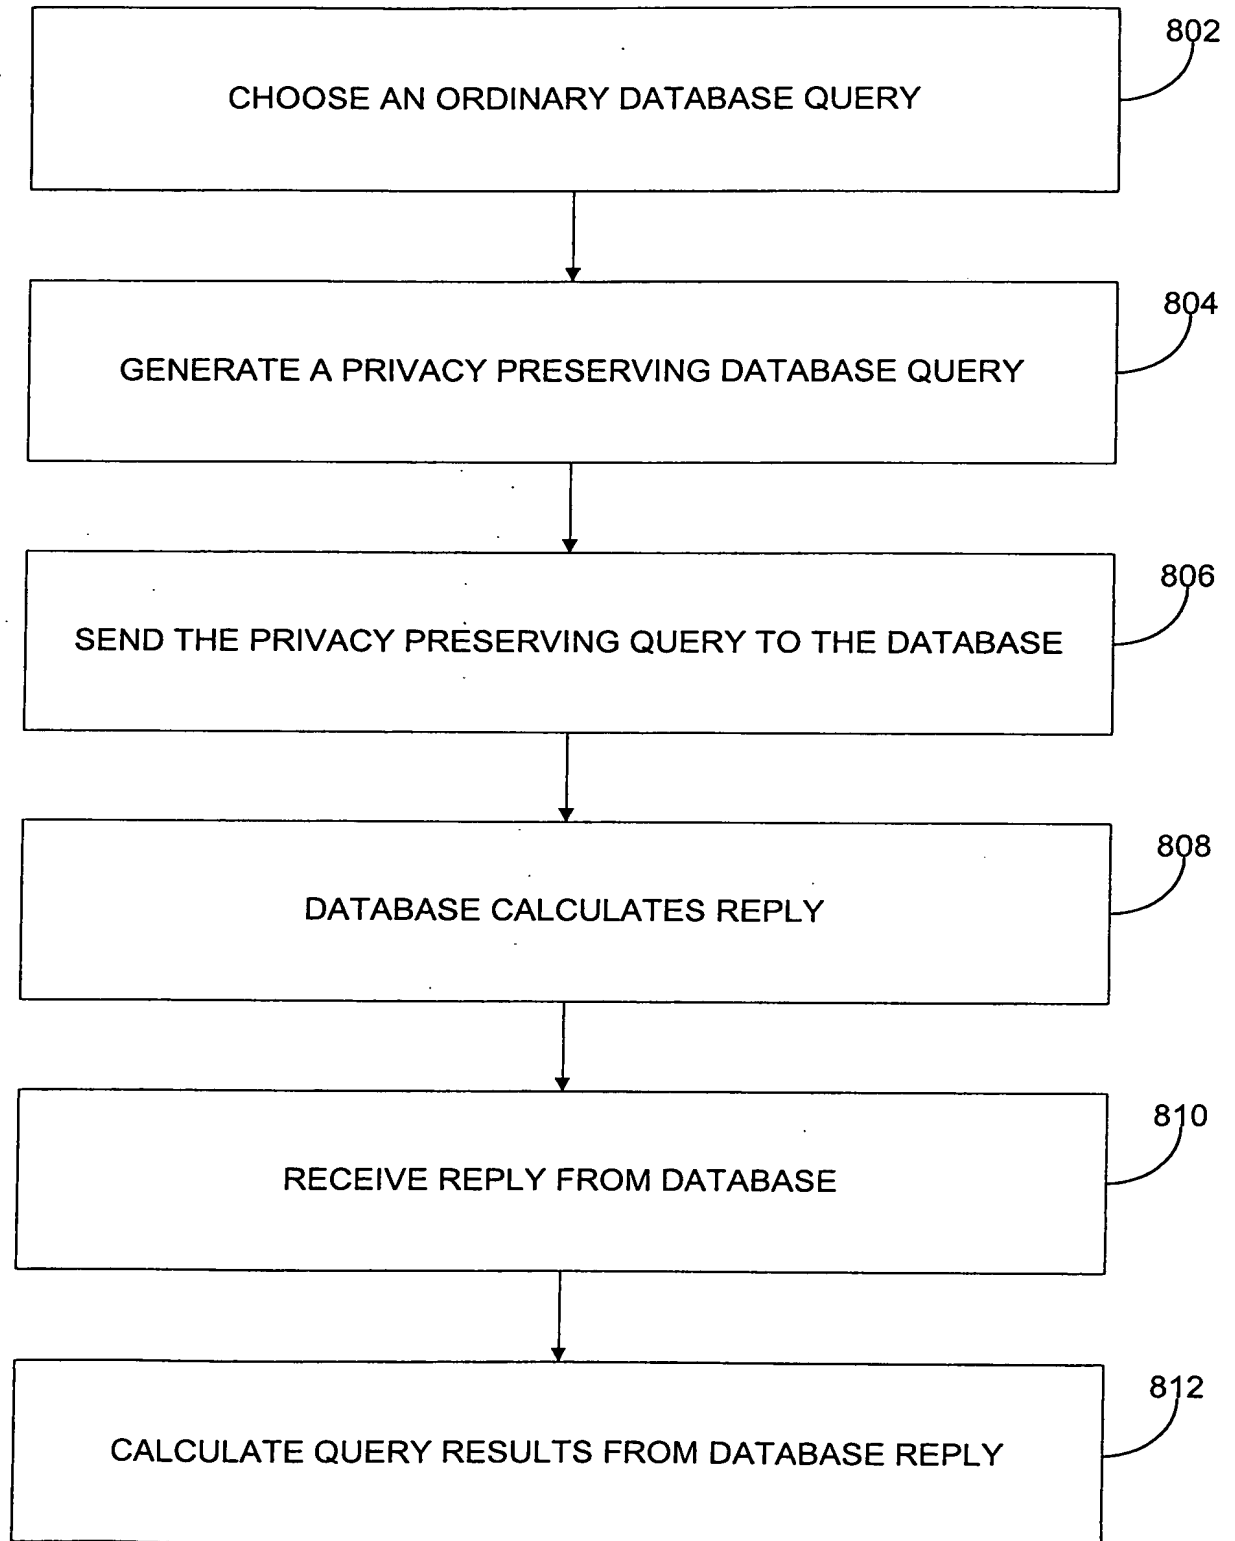 802
CHOOSE AN ORDINARY DATABASE QUERY
804
GENERATE A PRIVACY PRESERVING DATABASE QUERY
806
SEND THE PRIVACY PRESERVING QUERY TO THE DATABASE
808
DATABASE CALCULATES REPLY
810
RECEIVE REPLY FROM DATABASE
812
CALCULATE QUERY RESULTS FROM DATABASE REPLY